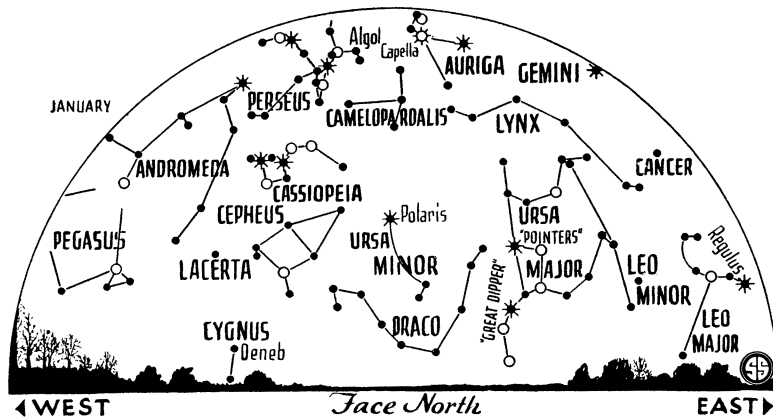 Algol
Capella
AURIGA
GEMINI
JANUARY
PERSEUS
CAMELOPARDALIS
LYNX
ANDROMEDA
CANCER
CASSIOPEIA
CEPHEUS
Polaris
URSA
"POINTERS"
MAJOR
URSA
MINOR
PEGASUS
LACERTA
Regulus
LEO
MINOR
"GREAT DIPPER"
DRACO
CYGNUS
Deneb
LEO
MAJOR
WEST
Face North
EAST